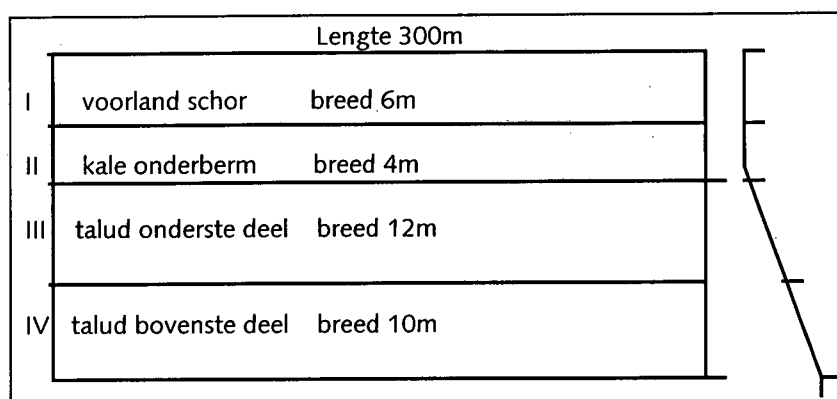 Lengte 300m
I voorland schor breed 6m
II kale onderberm breed 4m
III talud onderste deel breed 12m
IV talud bovenste deel breed 10m